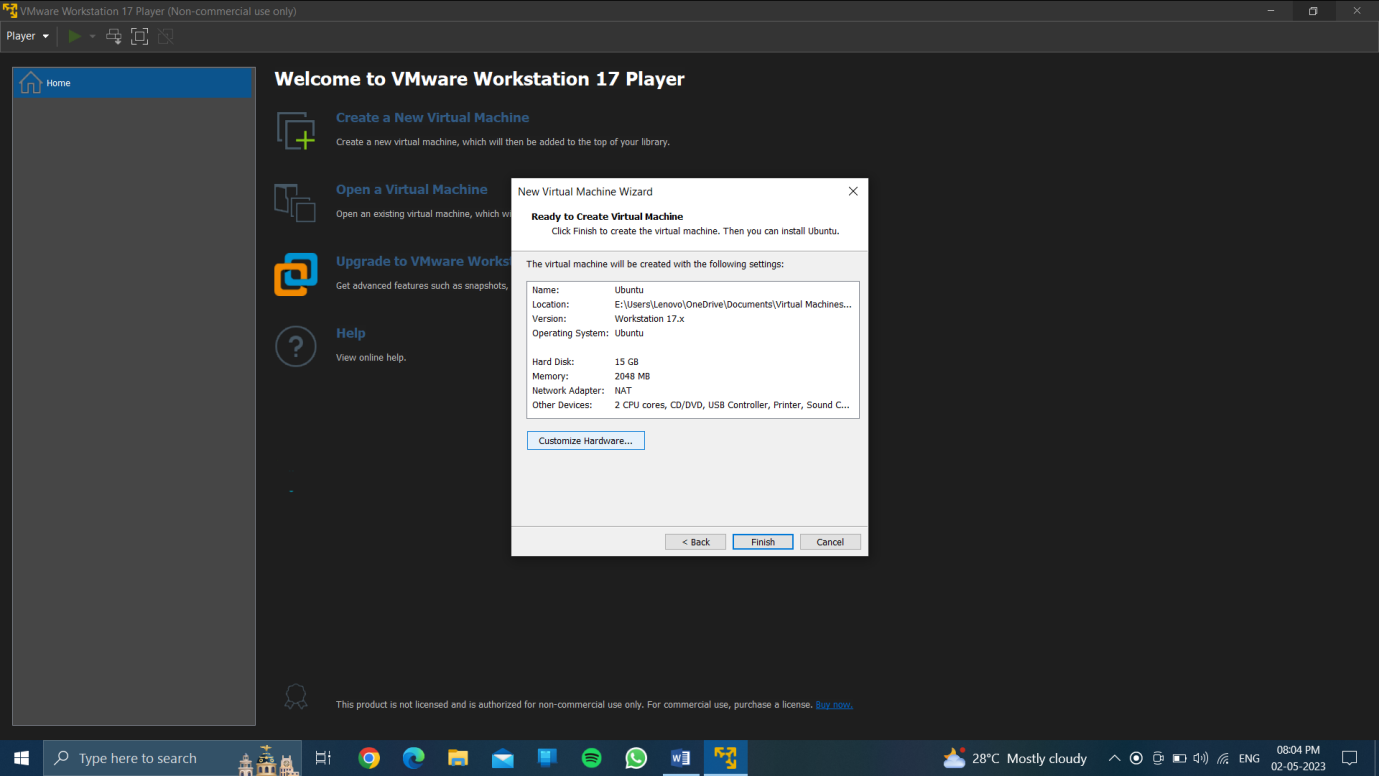 VMware Workstation 17 Player (Non-commercial use only)
Player
Home
Welcome to VMware Workstation 17 Player
Create a New Virtual Machine
Create a new virtual machine, which will then be added to the top of your library.
Open a Virtual Machine
Open an existing virtual machine, which wi
Upgrade to VMware Works
Get advanced features such as snapshots,
Help
View online help.
New Virtual Machine Wizard
Ready to Create Virtual Machine
Click Finish to create the virtual machine. Then you can install Ubuntu.
The virtual machine will be created with the following settings:
Name: Ubuntu
Location: E:\Users\Lenovo\OneDrive\Documents\Virtual Machines...
Version: Workstation 17.x
Operating System: Ubuntu
Hard Disk: 15 GB
Memory: 2048 MB
Network Adapter: NAT
Other Devices: 2 CPU cores, CD/DVD, USB Controller, Printer, Sound C...
Customize Hardware...
< Back Finish Cancel
This product is not licensed and is authorized for non-commercial use only. For commercial use, purchase a license. Buy now.
Type here to search
28°C Mostly cloudy
ENG
08:04 PM
02-05-2023